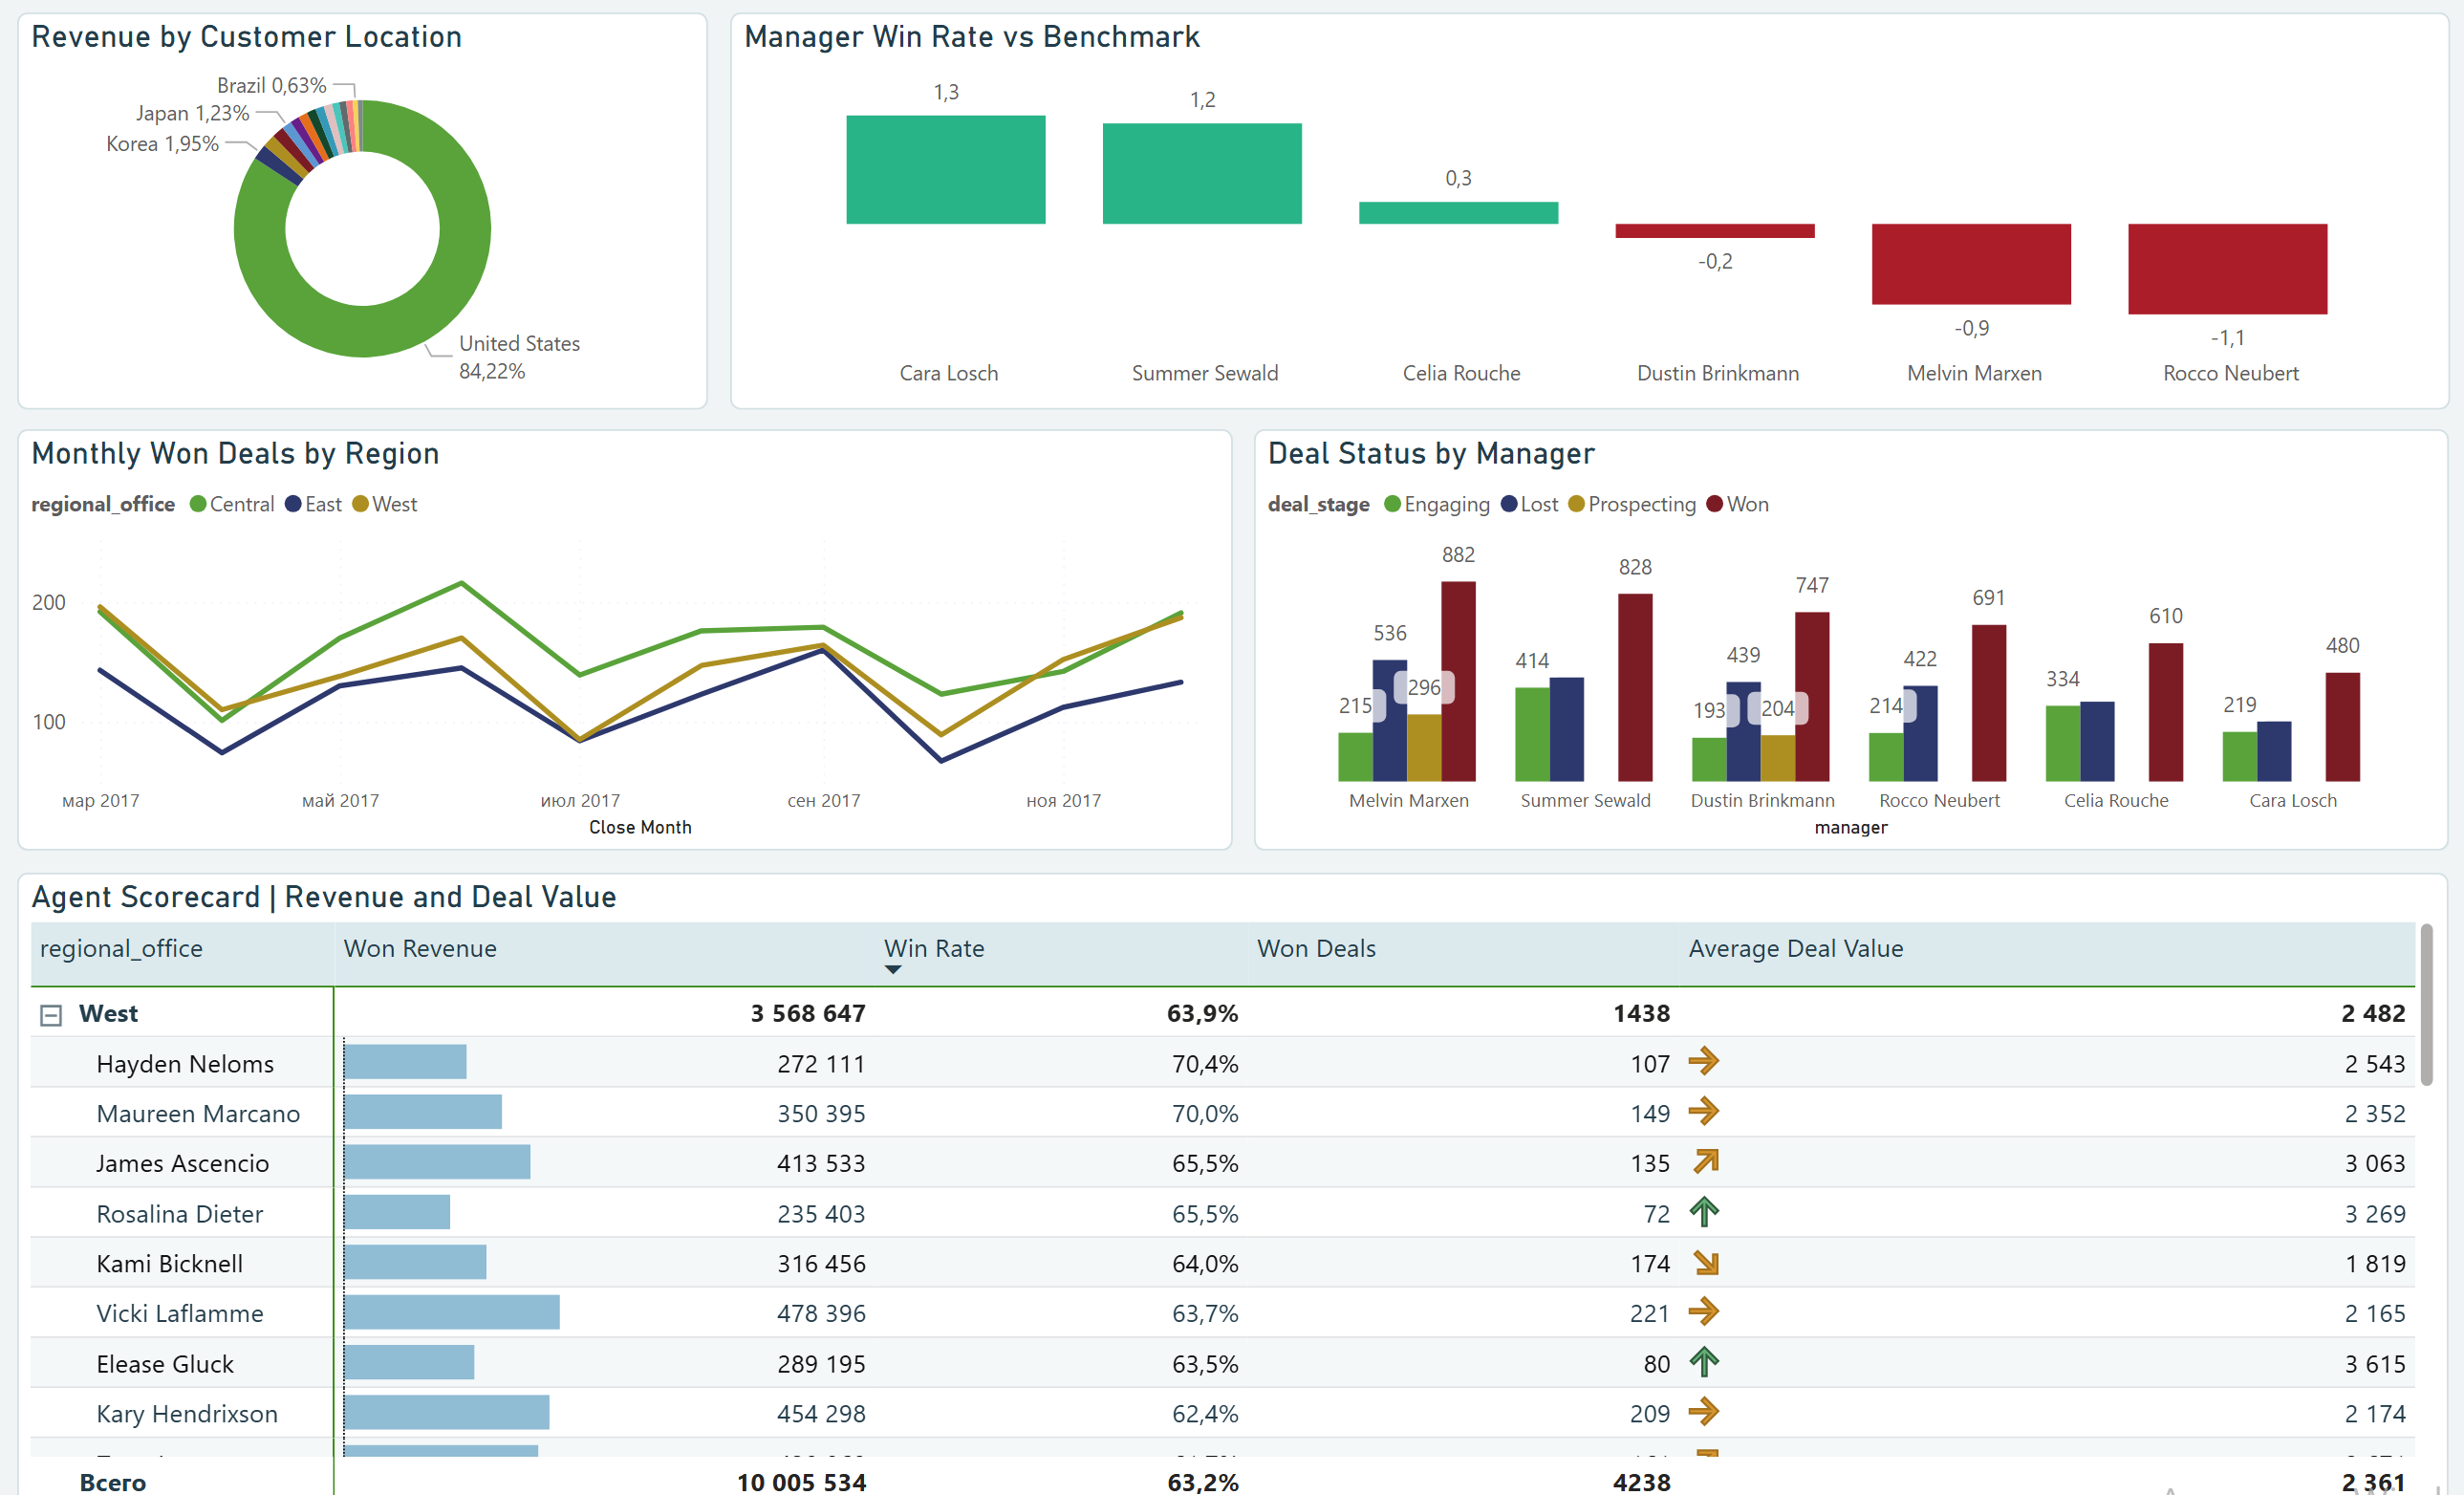 Revenue by Customer Location
Brazil 0,63%
Japan 1,23%
Korea 1,95%
United States
84,22%
Manager Win Rate vs Benchmark
1,3
1,2
0,3
-0,2
-0,9
-1,1
Cara Losch
Summer Sewald
Celia Rouche
Dustin Brinkmann
Melvin Marxen
Rocco Neubert
Monthly Won Deals by Region
regional_office Central East West
200
100
мар 2017
май 2017
июл 2017
сен 2017
ноя 2017
Close Month
Deal Status by Manager
deal_stage Engaging Lost Prospecting Won
215 536 296 882
414 828
193 439 204 747
214 422 691
334 610
219 480
Melvin Marxen
Summer Sewald
Dustin Brinkmann
Rocco Neubert
Celia Rouche
Cara Losch
manager
Agent Scorecard | Revenue and Deal Value
regional_office Won Revenue Win Rate Won Deals Average Deal Value
West 3 568 647 63,9% 1438 2 482
Hayden Neloms 272 111 70,4% 107 2 543
Maureen Marcano 350 395 70,0% 149 2 352
James Ascencio 413 533 65,5% 135 3 063
Rosalina Dieter 235 403 65,5% 72 3 269
Kami Bicknell 316 456 64,0% 174 1 819
Vicki Laflamme 478 396 63,7% 221 2 165
Elease Gluck 289 195 63,5% 80 3 615
Kary Hendrixson 454 298 62,4% 209 2 174
Всего 10 005 534 63,2% 4238 2 361